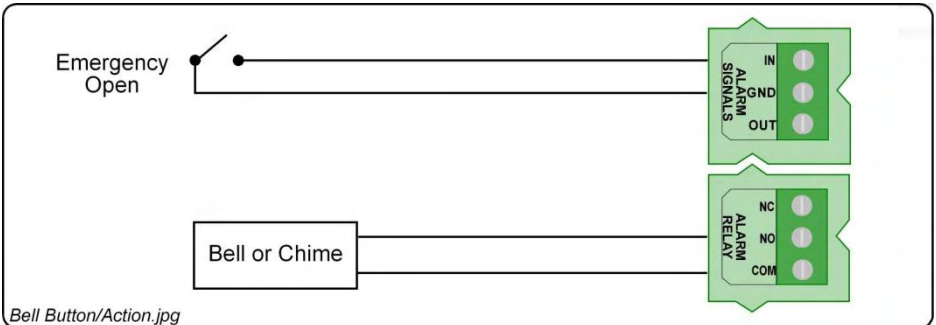 Emergency
Open
IN
GND
OUT
ALARM
SIGNALS
Bell or Chime
NC
NO
COM
ALARM
RELAY
Bell Button/Action.jpg